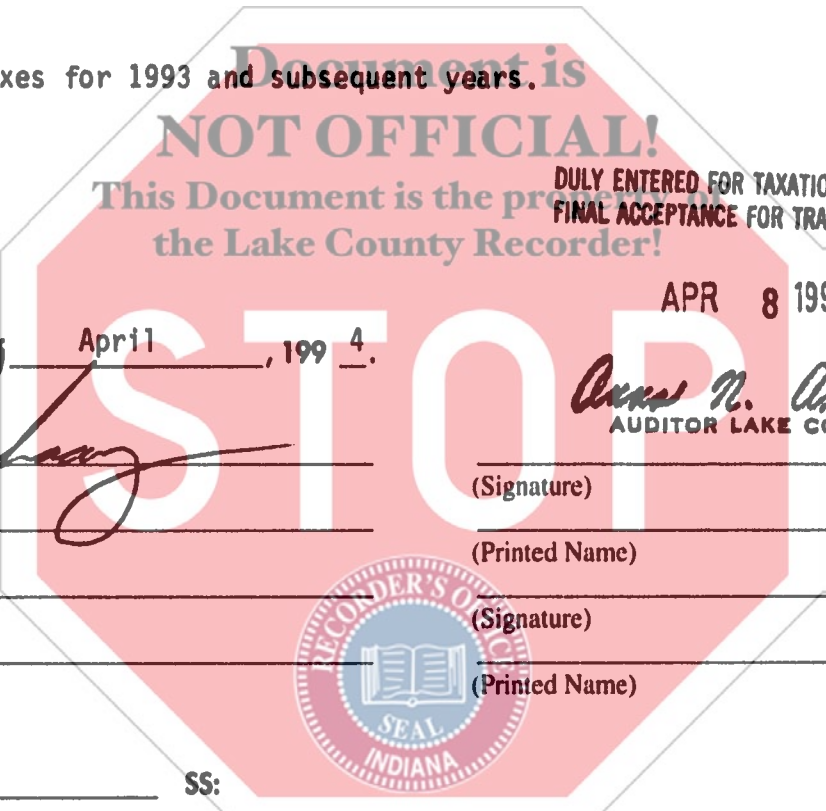 xes for 1993 and subsequent years.
Document is
NOT OFFICIAL!
This Document is the property of
the Lake County Recorder!
DULY ENTERED FOR TAXATIO
FINAL ACCEPTANCE FOR TRA
APR 8 199
April , 199 4.
STOP
N.
AUDITOR LAKE CO
(Signature)
(Printed Name)
(Signature)
(Printed Name)
RECORDER'S OFFICE
SEAL
INDIANA
SS: